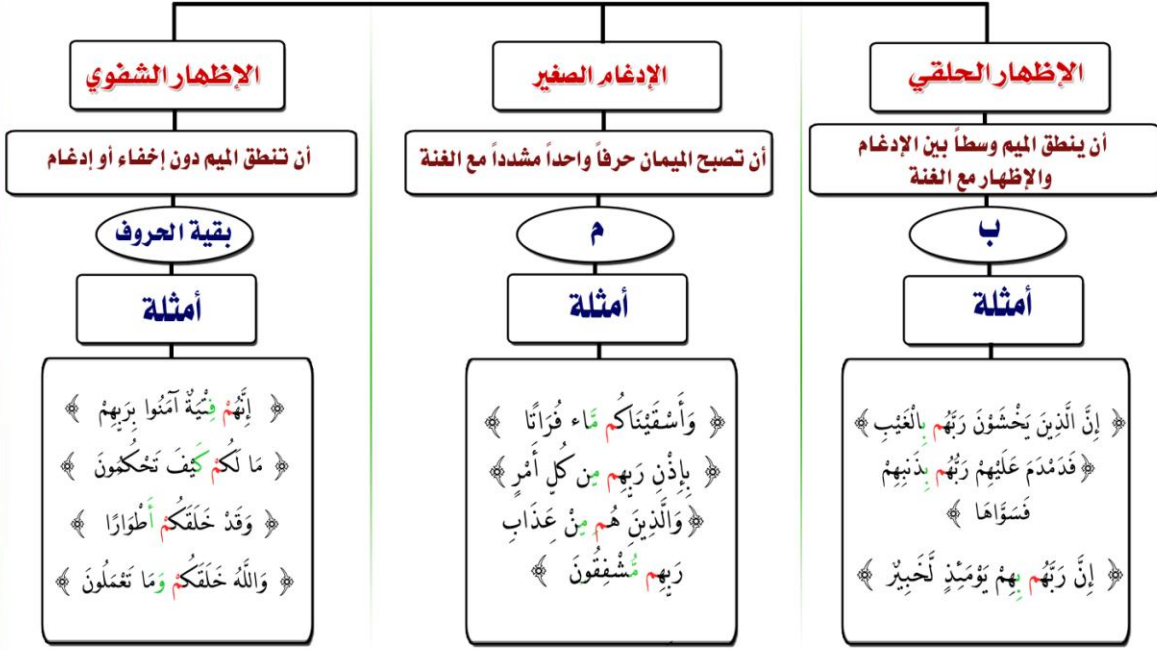 الإظهار الحلقي
أن ينطق الميم وسطاً بين الإدغام
والإظهار مع الغنة
ب
أمثلة
﴿ إِنَّ الَّذِينَ يَخْشَوْنَ رَبَّهُم بِالْغَيْبِ ﴾
﴿ فَدَمْدَمَ عَلَيْهِمْ رَبُّهُم بِذَنبِهِمْ
فَسَوَّاهَا ﴾
﴿ إِنَّ رَبَّهُم بِهِمْ يَوْمَئِذٍ لَّخَبِيرٌ ﴾
الإدغام الصغير
أن تصبح الميمان حرفاً واحداً مشدداً مع الغنة
م
أمثلة
﴿ وَأَسْقَيْنَاكُم مَّاء فُرَاتًا ﴾
﴿ بِإِذْنِ رَبِهِم مِن كُلِ أَمْرٍ ﴾
﴿ وَالَّذِينَ هُم مِنْ عَذَابِ
رَبِهِم مُّشْفِقُونَ ﴾
الإظهار الشفوي
أن تنطق الميم دون إخفاء أو إدغام
بقية الحروف
أمثلة
﴿ إِنَّهُمْ فِتْيَةٌ آمَنُوا بِرَبِهِمْ ﴾
﴿ مَا لَكُمْ كَيْفَ تَحْكُمُونَ ﴾
﴿ وَقَدْ خَلَقَكُمْ أَطْوَارًا ﴾
﴿ وَاللَّهُ خَلَقَكُمْ وَمَا تَعْمَلُونَ ﴾